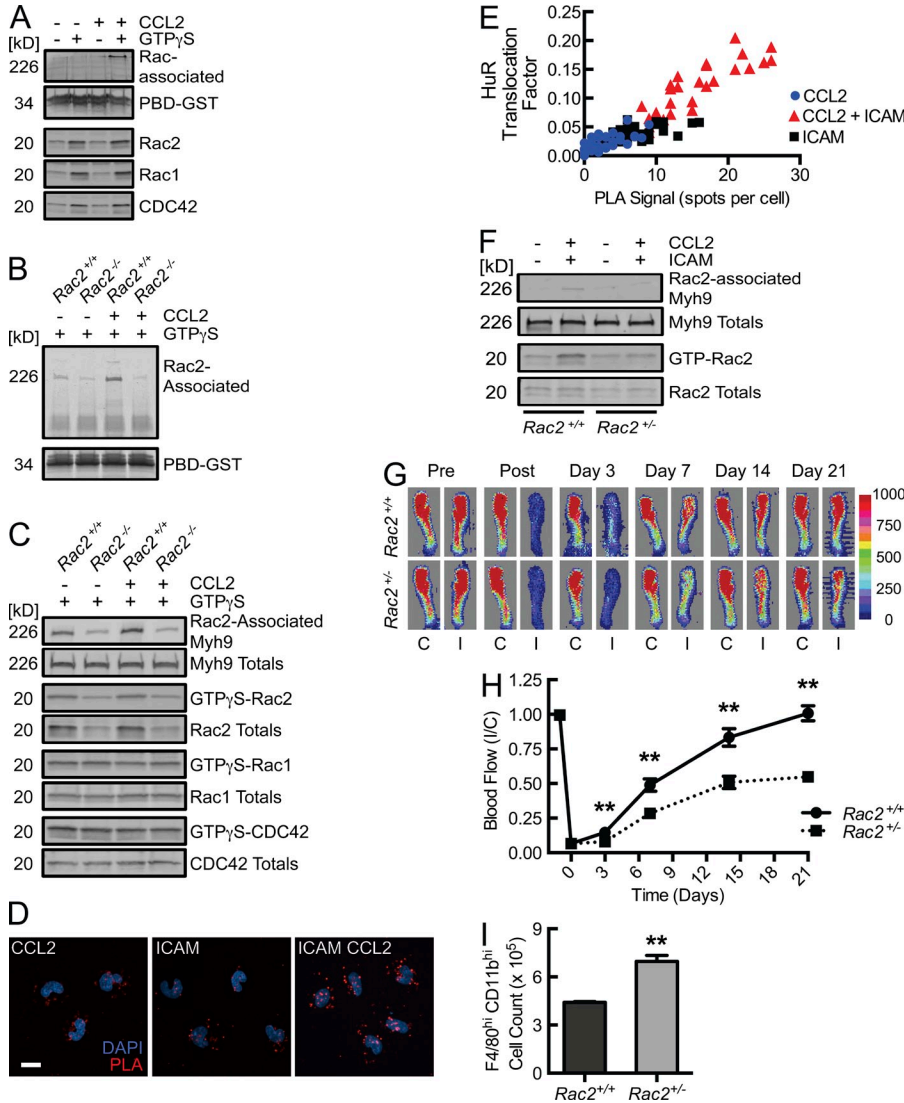 A
- - + + CCL2
[kD] - + - + GTPγS
226 Rac-associated
34 PBD-GST
20 Rac2
20 Rac1
20 CDC42
B
Rac2+/+ Rac2-/- Rac2+/+ Rac2-/-
- - + + CCL2
[kD] + + + + GTPγS
226 Rac2-Associated
34 PBD-GST
C
Rac2+/+ Rac2-/- Rac2+/+ Rac2-/-
- - + + CCL2
[kD] + + + + GTPγS
226 Rac2-Associated Myh9
226 Myh9 Totals
20 GTPγS-Rac2
20 Rac2 Totals
20 GTPγS-Rac1
20 Rac1 Totals
20 GTPγS-CDC42
20 CDC42 Totals
D
CCL2 ICAM ICAM CCL2
DAPI
PLA
E
HuR Translocation Factor
0.25
0.20
0.15
0.10
0.05
0.00
0 10 20 30
PLA Signal (spots per cell)
CCL2
CCL2 + ICAM
ICAM
F
- + - + CCL2
[kD] - + - + ICAM
226 Rac2-associated Myh9
226 Myh9 Totals
20 GTP-Rac2
20 Rac2 Totals
Rac2+/+ Rac2+/-
G
Pre Post Day 3 Day 7 Day 14 Day 21
Rac2+/+
Rac2+/-
C I C I C I C I C I C I
1000
750
500
250
0
H
Blood Flow (I/C)
1.00
0.75
0.50
0.25
0.00
** ** ** **
0 3 6 9 12 15 18 21
Time (Days)
Rac2+/+
Rac2+/-
I
F4/80hi CD11bhi
Cell Count (x 105)
9
6
3
0
**
Rac2+/+ Rac2+/-